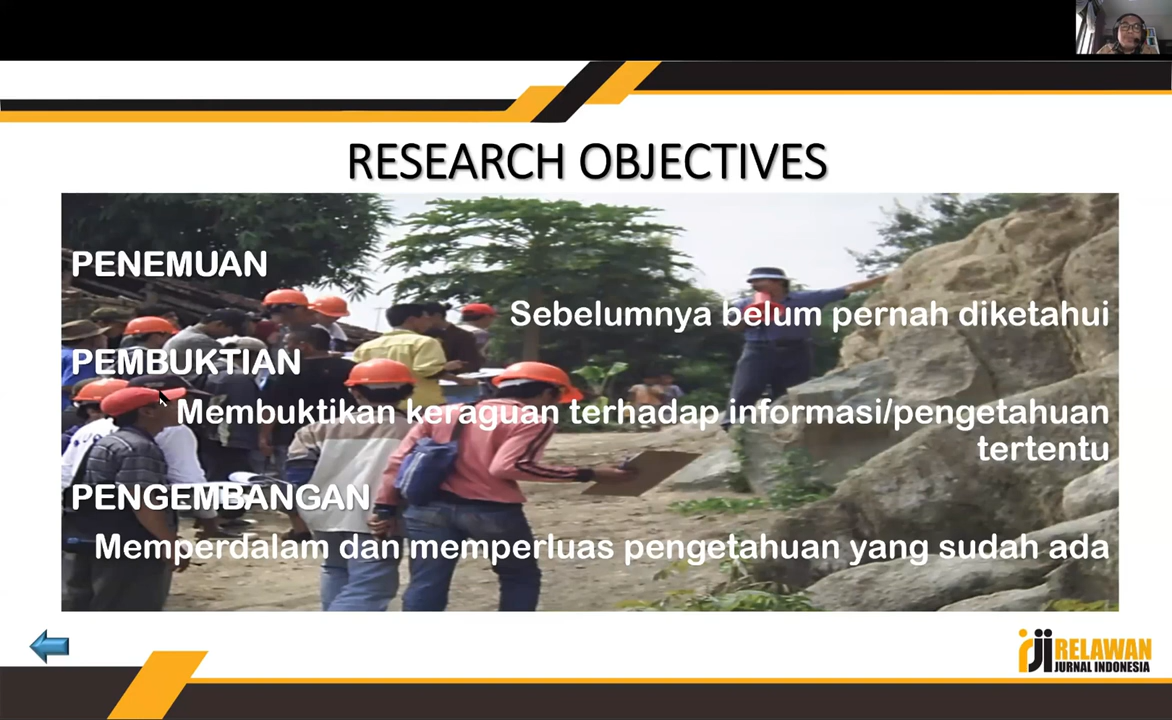 RESEARCH OBJECTIVES
PENEMUAN
Sebelumnya belum pernah diketahui
PEMBUKTIAN
Membuktikan keraguan terhadap informasi/pengetahuan
tertentu
PENGEMBANGAN
Memperdalam dan memperluas pengetahuan yang sudah ada
RELAWAN
JURNAL INDONESIA